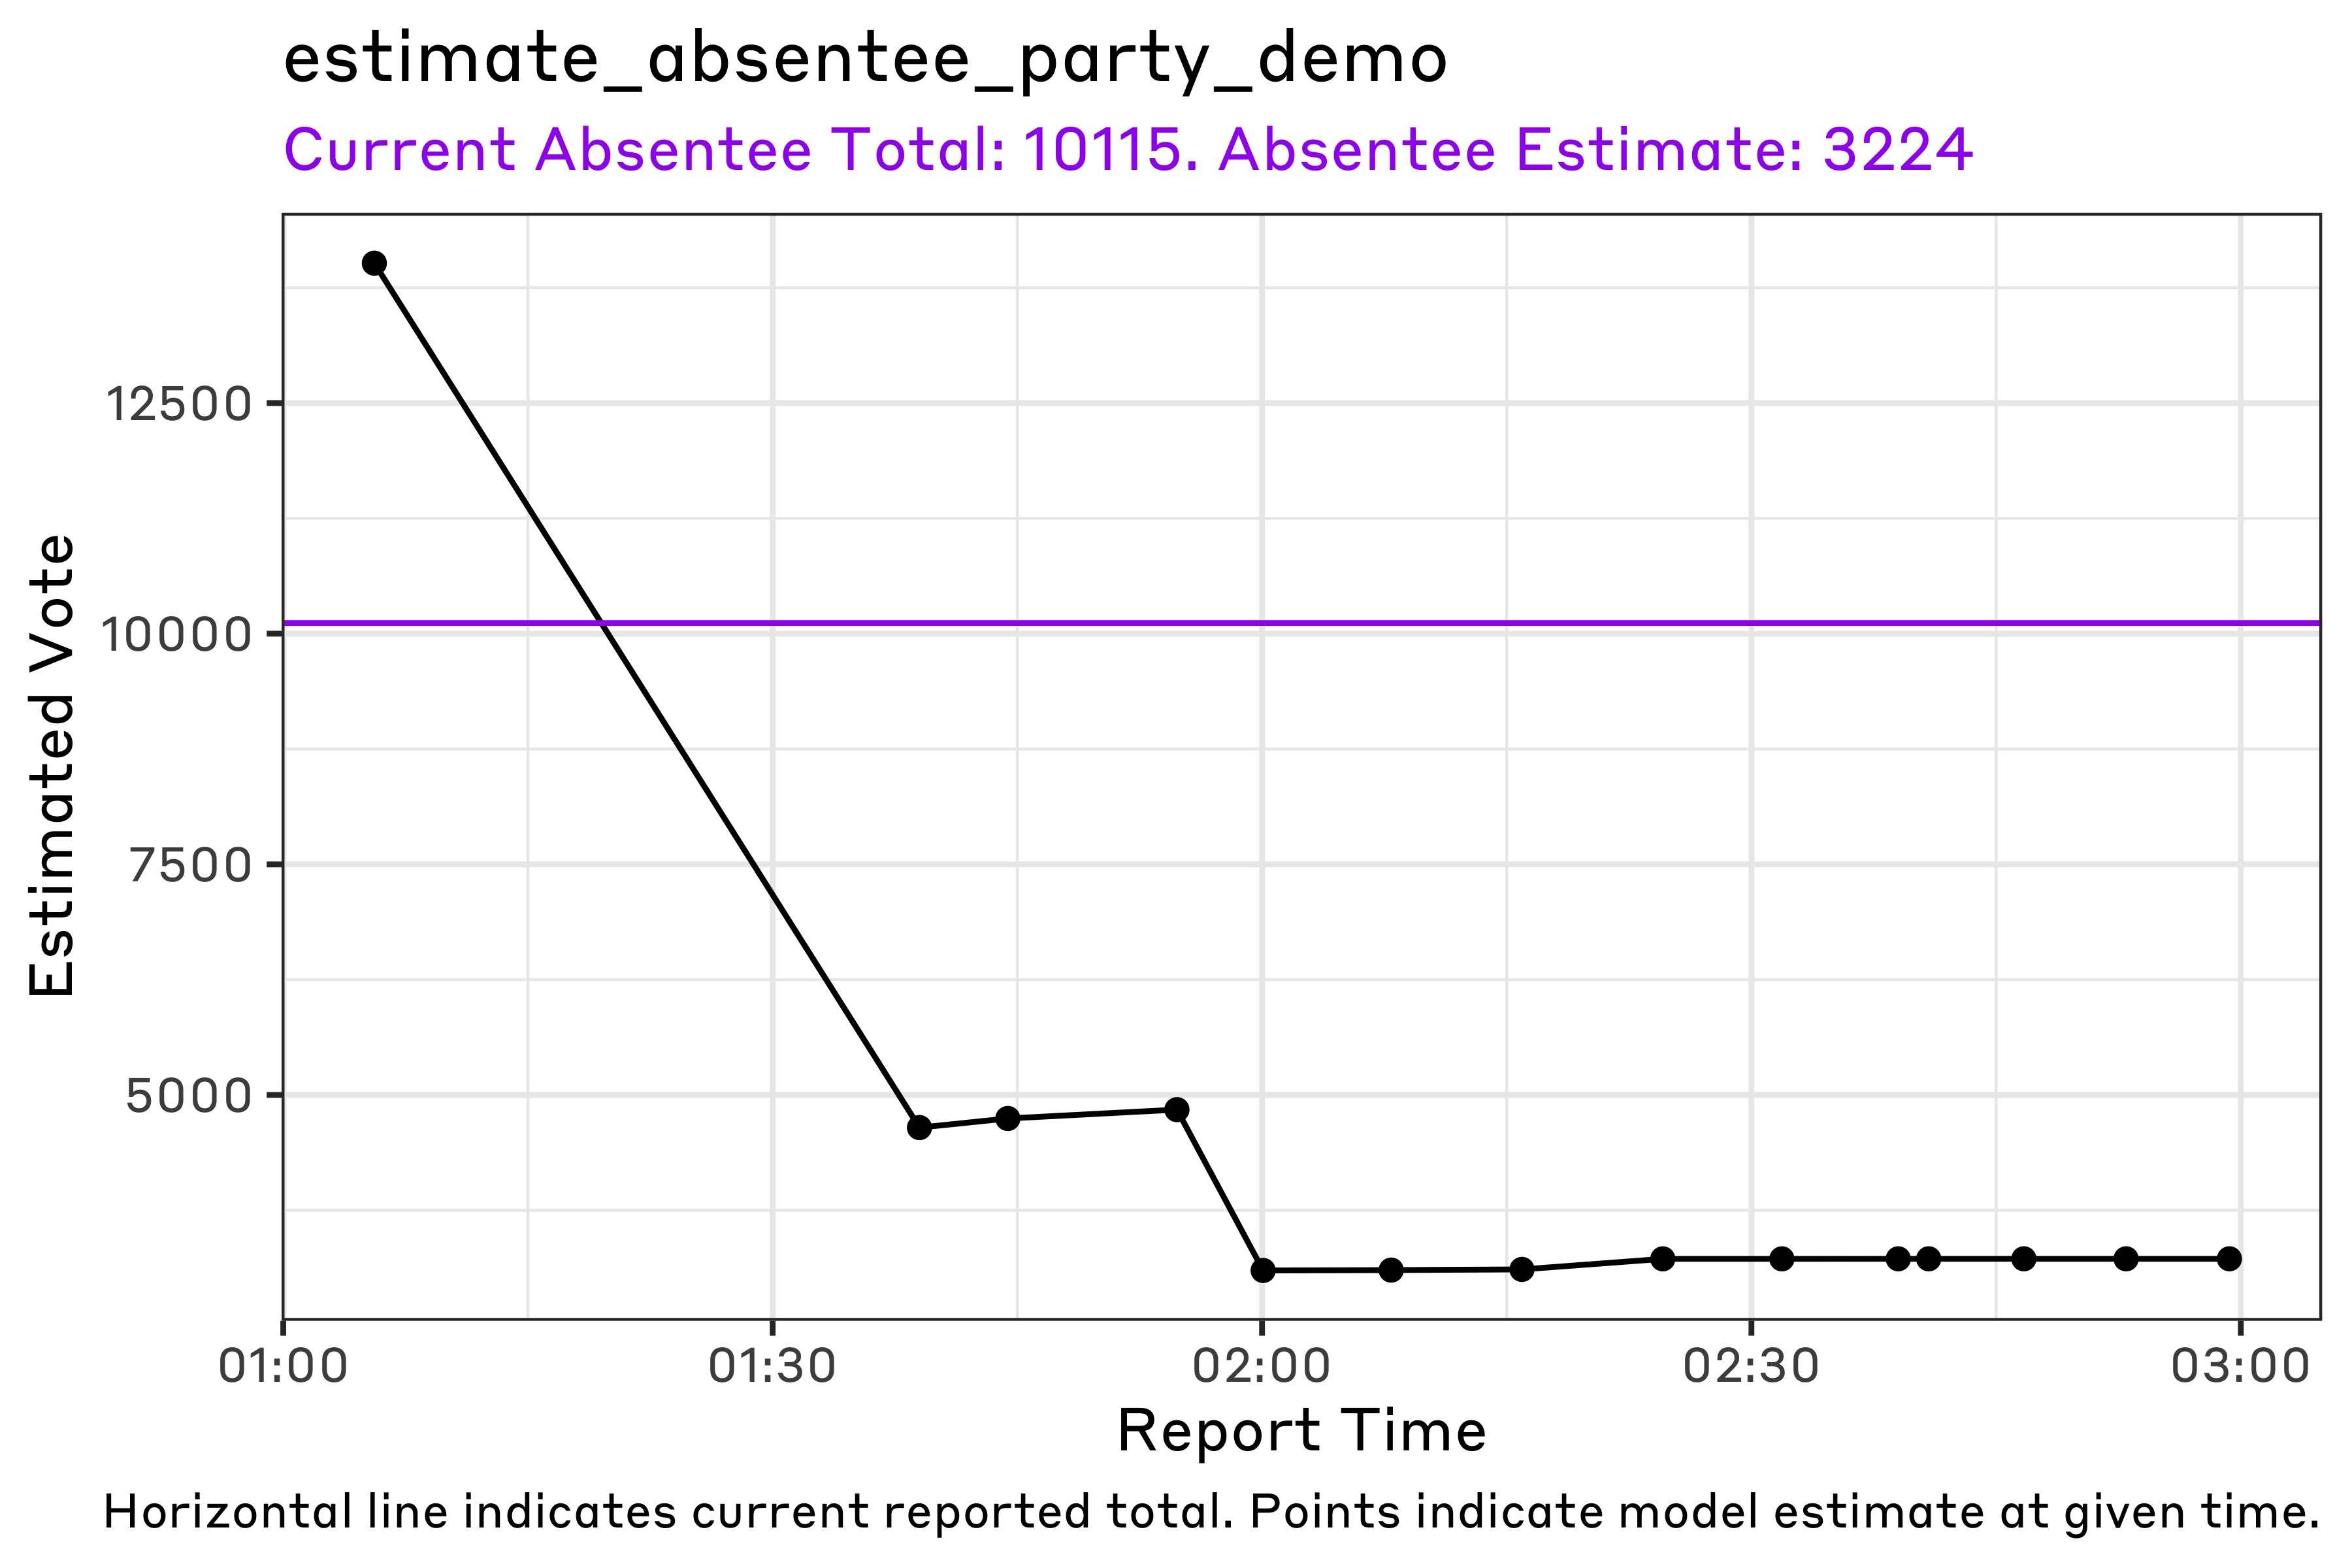 estimate_absentee_party_demo
Current Absentee Total: 10115. Absentee Estimate: 3224
Estimated Vote
12500
10000
7500
5000
01:00 01:30 02:00 02:30 03:00
Report Time
Horizontal line indicates current reported total. Points indicate model estimate at given time.